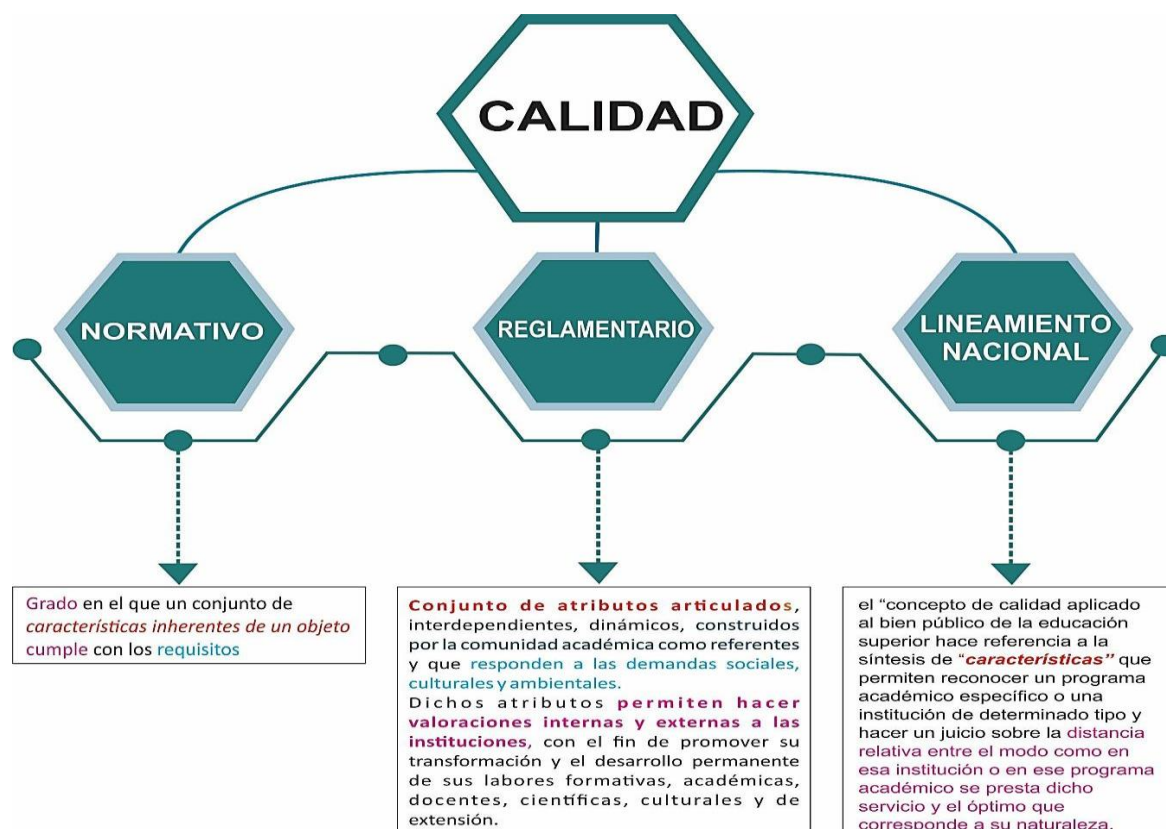 CALIDAD
NORMATIVO
REGLAMENTARIO
LINEAMIENTO
NACIONAL
Grado en el que un conjunto de
características inherentes de un objeto
cumple con los requisitos
Conjunto de atributos articulados,
interdependientes, dinámicos, construidos
por la comunidad académica como referentes
y que responden a las demandas sociales,
culturales y ambientales.
Dichos atributos permiten hacer
valoraciones internas y externas a las
instituciones, con el fin de promover su
transformación y el desarrollo permanente
de sus labores formativas, académicas,
docentes, científicas, culturales y de
extensión.
el “concepto de calidad aplicado
al bien público de la educación
superior hace referencia a la
síntesis de “características” que
permiten reconocer un programa
académico específico o una
institución de determinado tipo y
hacer un juicio sobre la distancia
relativa entre el modo como en
esa institución o en ese programa
académico se presta dicho
servicio y el óptimo que
corresponde a su naturaleza.